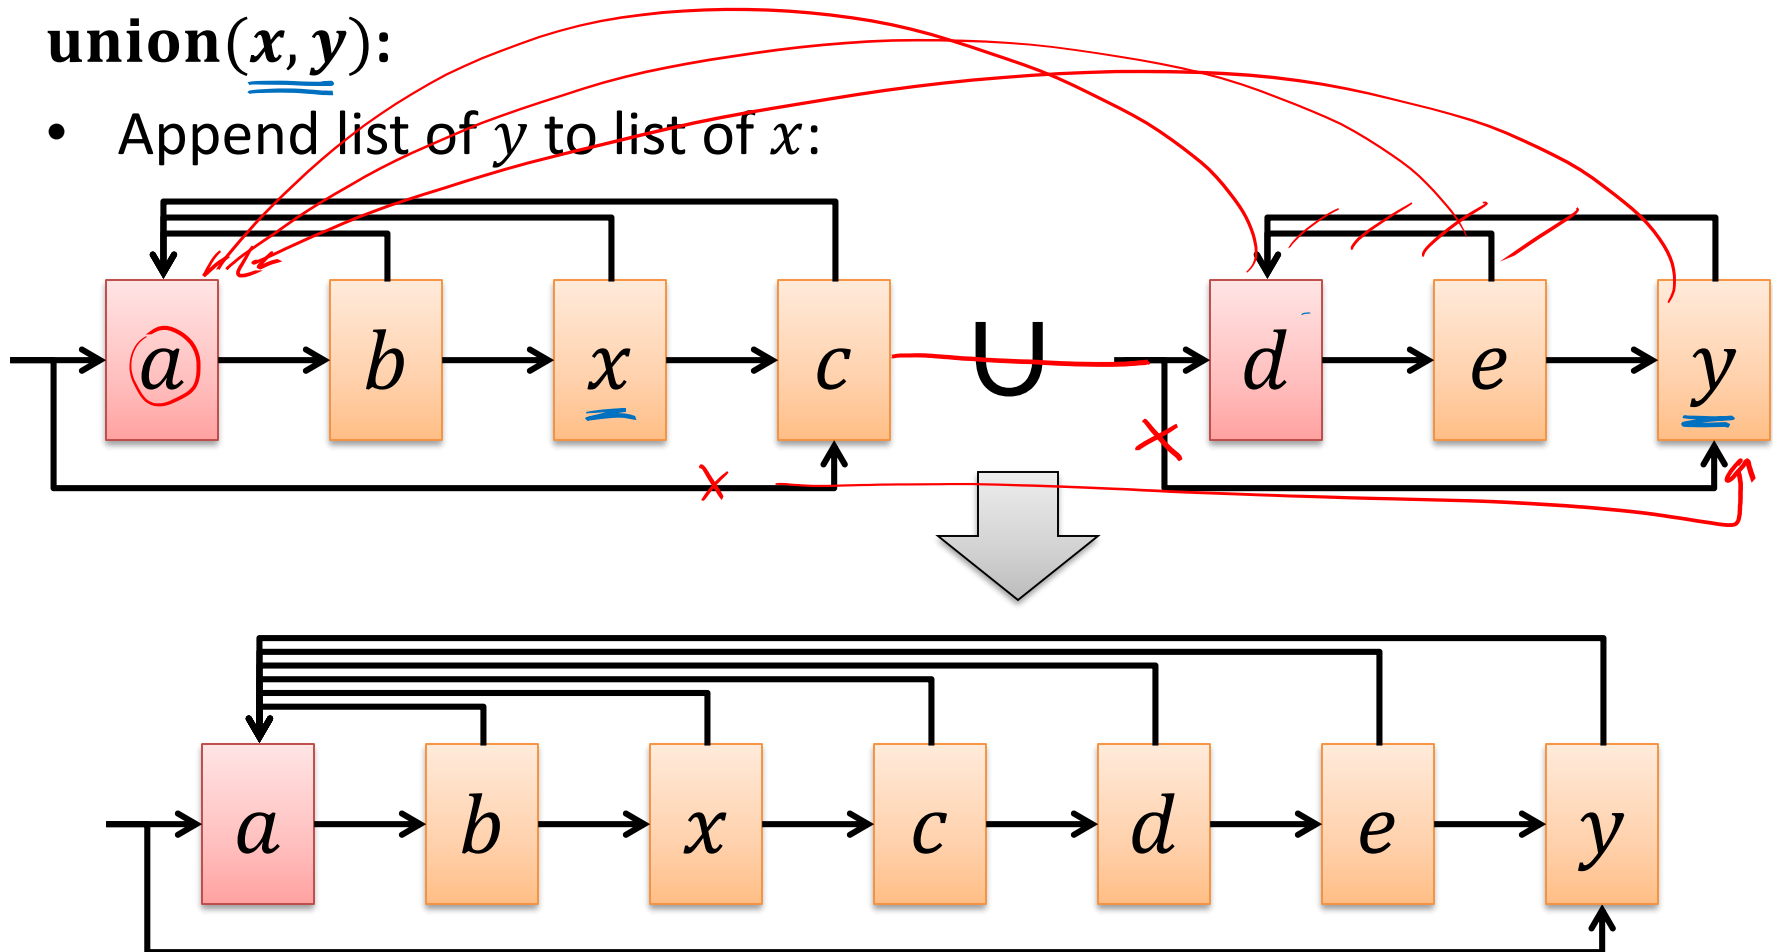 union(x, y):
• Append list of y to list of x:
a b x c ∪ d e y
a b x c d e y